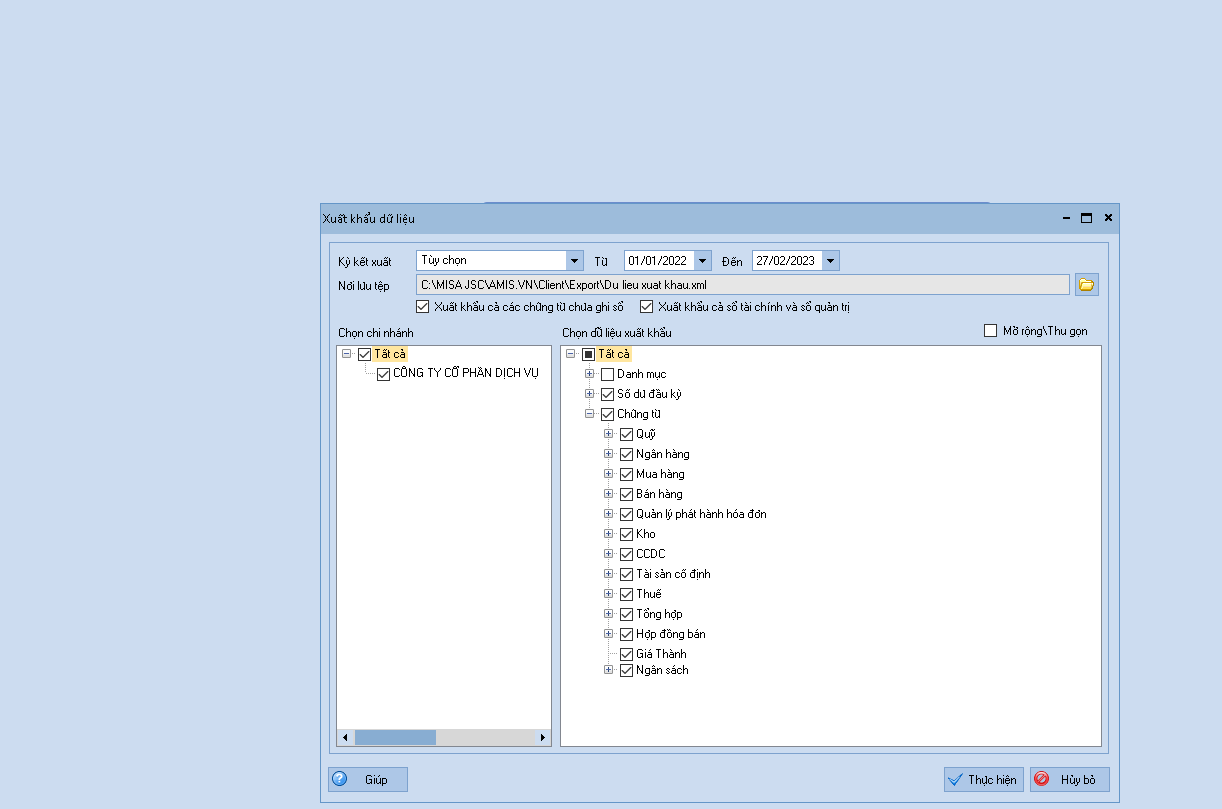 Xuất khẩu dữ liệu
Kỳ kết xuất Tùy chọn Từ 01/01/2022 Đến 27/02/2023
Nơi lưu tệp C:\MISA JSC\AMIS.VN\Client\Export\Du lieu xuat khau.xml
Xuất khẩu cả các chứng từ chưa ghi sổ Xuất khẩu cả sổ tài chính và sổ quản trị
Chọn chi nhánh Chọn dữ liệu xuất khẩu Mở rộng\Thu gọn
Tất cả
CÔNG TY CỔ PHẦN DỊCH VỤ
Tất cả
Danh mục
Số dư đầu kỳ
Chứng từ
Quỹ
Ngân hàng
Mua hàng
Bán hàng
Quản lý phát hành hóa đơn
Kho
CCDC
Tài sản cố định
Thuế
Tổng hợp
Hợp đồng bán
Giá Thành
Ngân sách
Giúp Thực hiện Hủy bỏ